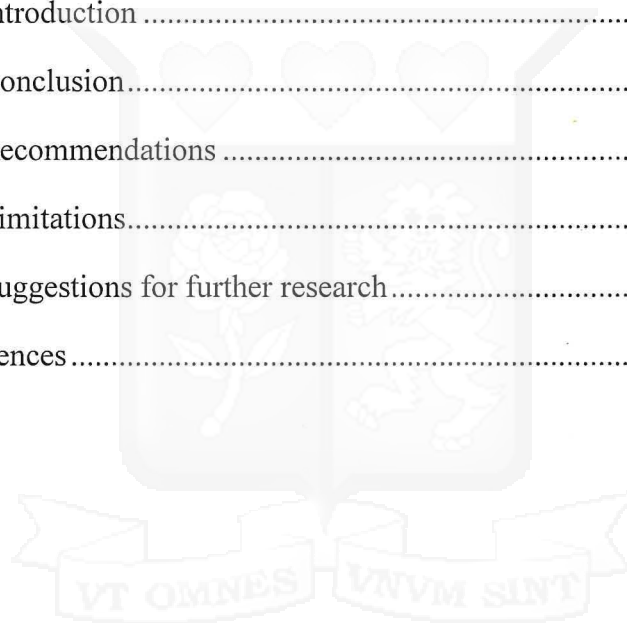 ntroduction ................................................................
onclusion..................................................................
ecommendations .....................................................
imitations..................................................................
uggestions for further research................................
ences........................................................................
VT OMNES VNVM SINT